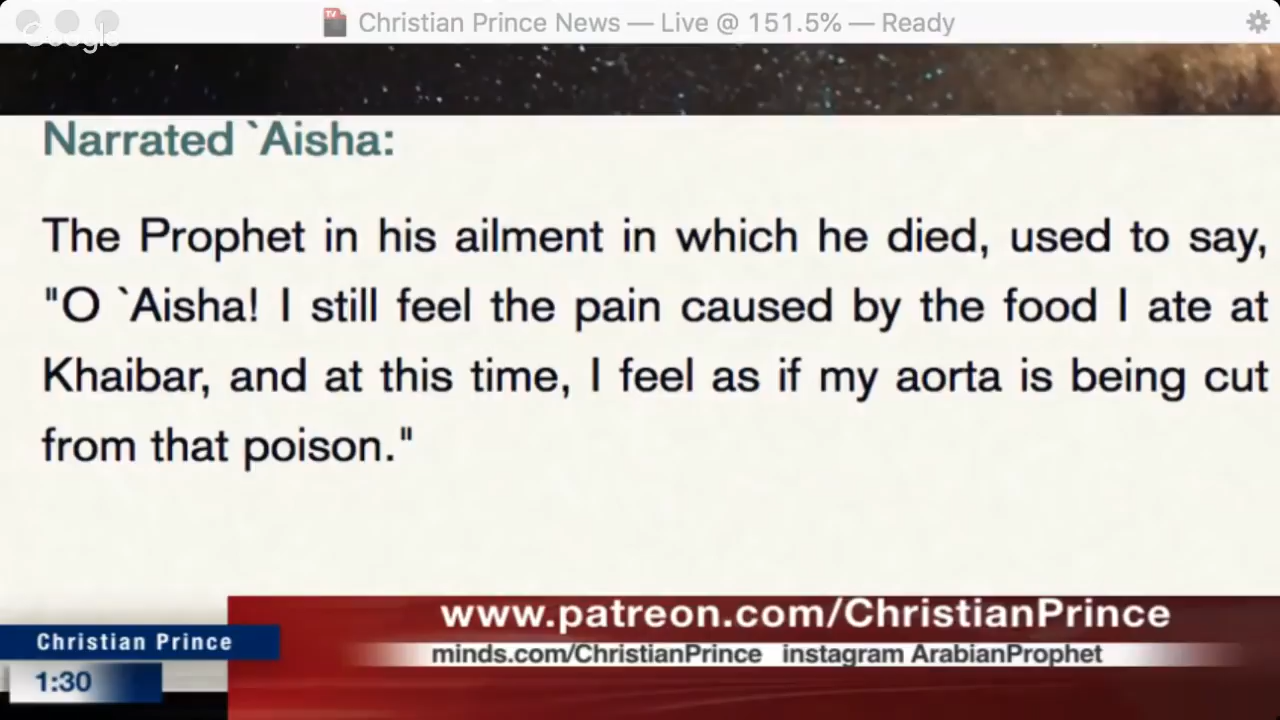 Christian Prince News — Live @ 151.5% — Ready
Google
Narrated `Aisha:
The Prophet in his ailment in which he died, used to say,
"O `Aisha! I still feel the pain caused by the food I ate at
Khaibar, and at this time, I feel as if my aorta is being cut
from that poison."
www.patreon.com/ChristianPrince
Christian Prince
minds.com/ChristianPrince instagram ArabianProphet
1:30